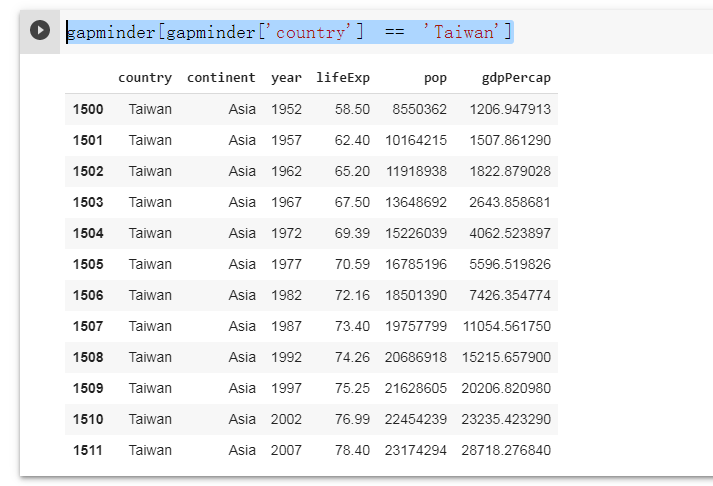 gapminder[gapminder['country'] == 'Taiwan']
country continent year lifeExp pop gdpPercap
1500 Taiwan Asia 1952 58.50 8550362 1206.947913
1501 Taiwan Asia 1957 62.40 10164215 1507.861290
1502 Taiwan Asia 1962 65.20 11918938 1822.879028
1503 Taiwan Asia 1967 67.50 13648692 2643.858681
1504 Taiwan Asia 1972 69.39 15226039 4062.523897
1505 Taiwan Asia 1977 70.59 16785196 5596.519826
1506 Taiwan Asia 1982 72.16 18501390 7426.354774
1507 Taiwan Asia 1987 73.40 19757799 11054.561750
1508 Taiwan Asia 1992 74.26 20686918 15215.657900
1509 Taiwan Asia 1997 75.25 21628605 20206.820980
1510 Taiwan Asia 2002 76.99 22454239 23235.423290
1511 Taiwan Asia 2007 78.40 23174294 28718.276840